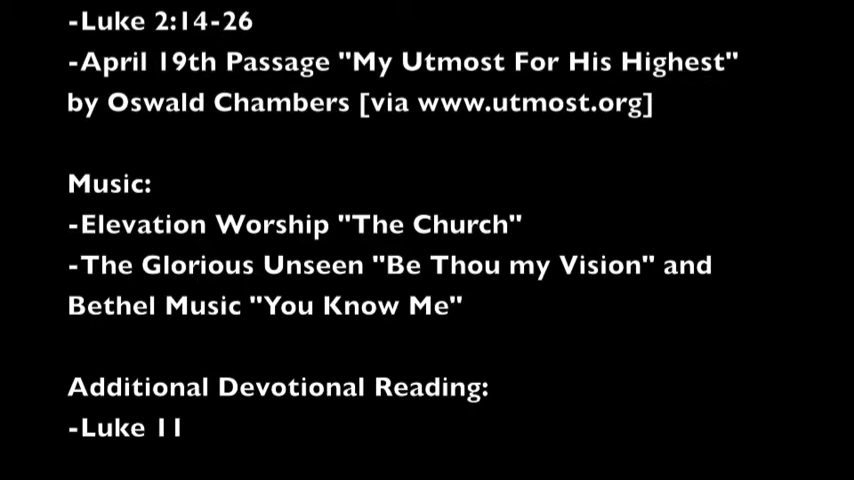 -Luke 2:14-26
-April 19th Passage "My Utmost For His Highest"
by Oswald Chambers [via www.utmost.org]
Music:
-Elevation Worship "The Church"
-The Glorious Unseen "Be Thou my Vision" and
Bethel Music "You Know Me"
Additional Devotional Reading:
-Luke 11